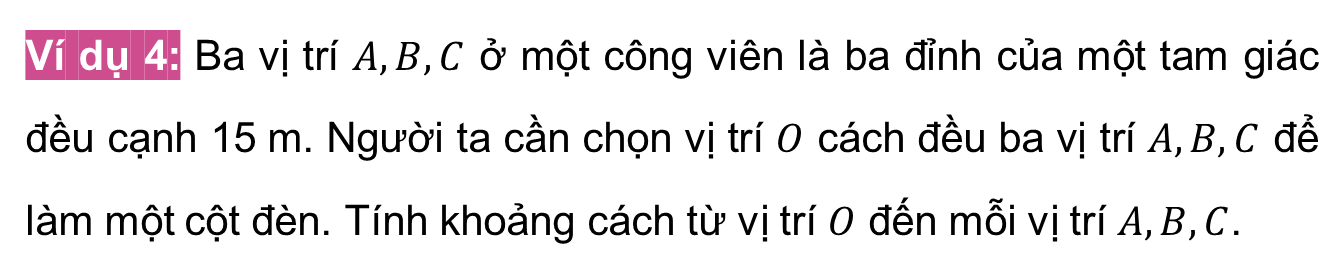 Ví dụ 4: Ba vị trí A, B, C ở một công viên là ba đỉnh của một tam giác
đều cạnh 15 m. Người ta cần chọn vị trí O cách đều ba vị trí A, B, C để
làm một cột đèn. Tính khoảng cách từ vị trí O đến mỗi vị trí A, B, C.